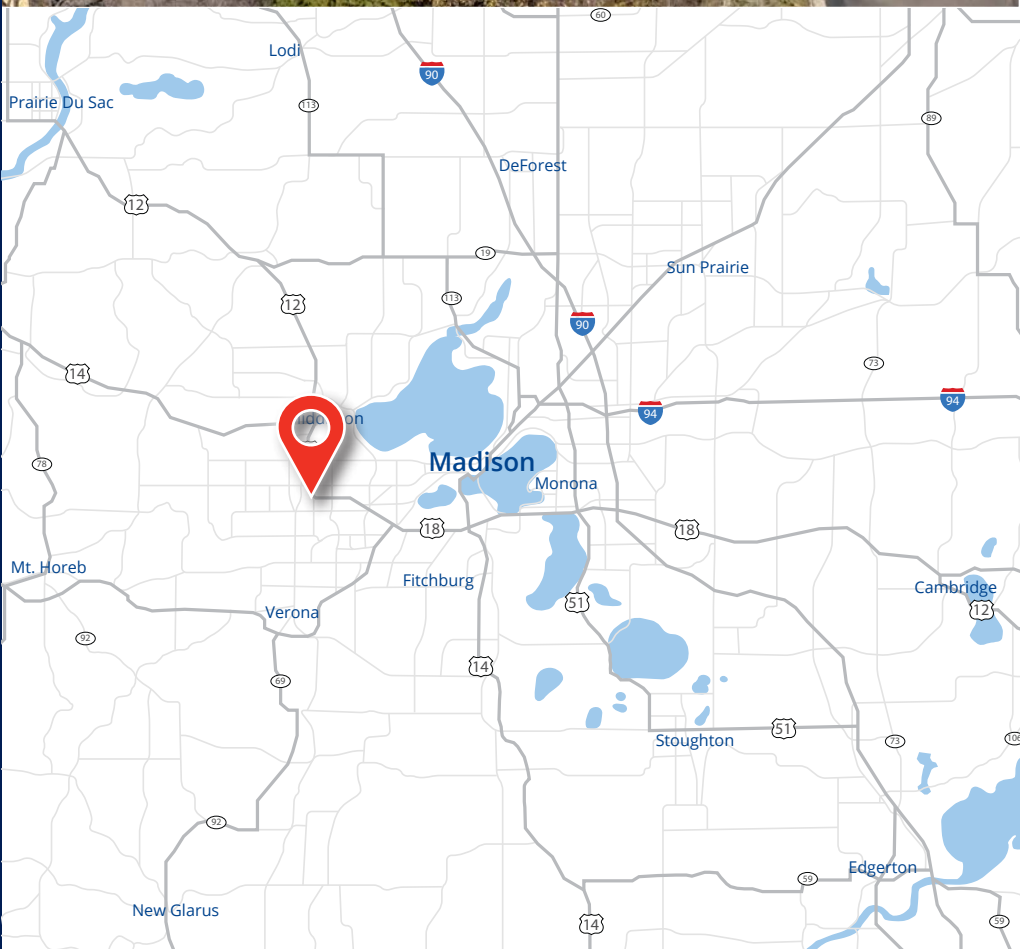 60
Lodi
90
Prairie Du Sac
113
89
DeForest
12
19
Sun Prairie
113
12
90
73
14
94
94
Madison
78
Monona
18
18
Mt. Horeb
Fitchburg
Cambridge
51
12
Verona
92
14
69
51
Stoughton
73
106
92
Edgerton
59
New Glarus
14
59